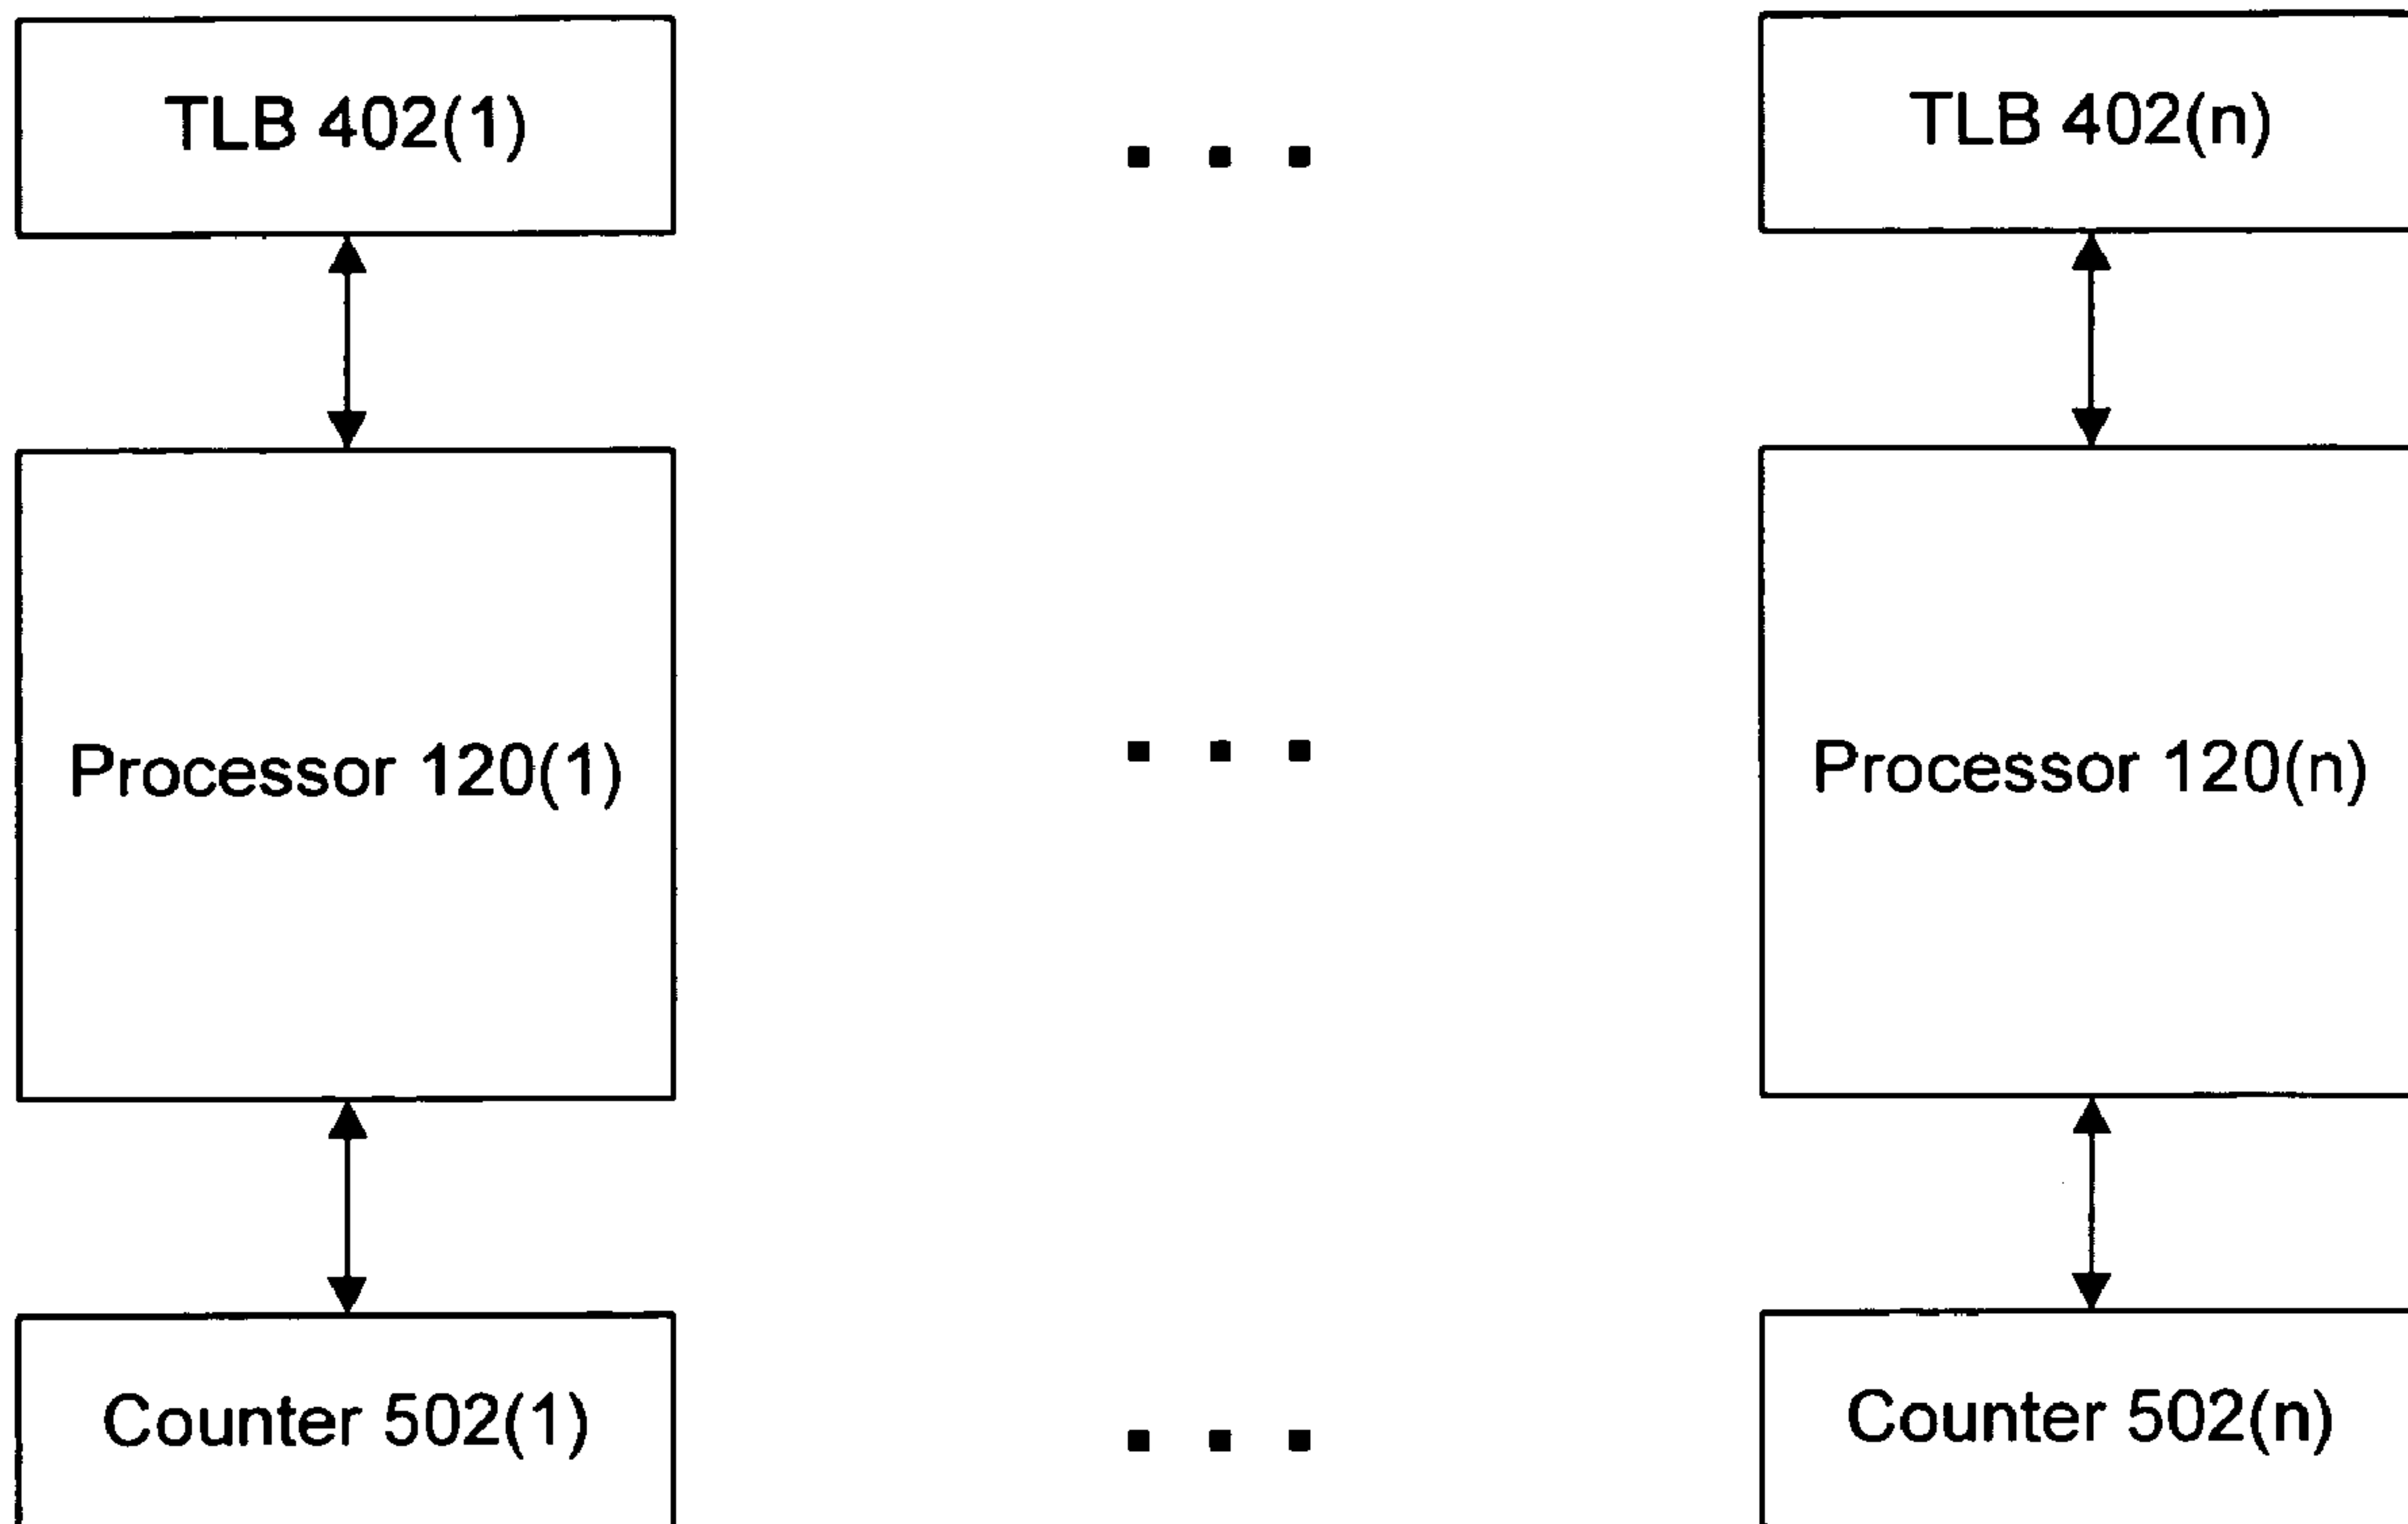 TLB 402(1)
TLB 402(n)
Processor 120(1)
Processor 120(n)
Counter 502(1)
Counter 502(n)